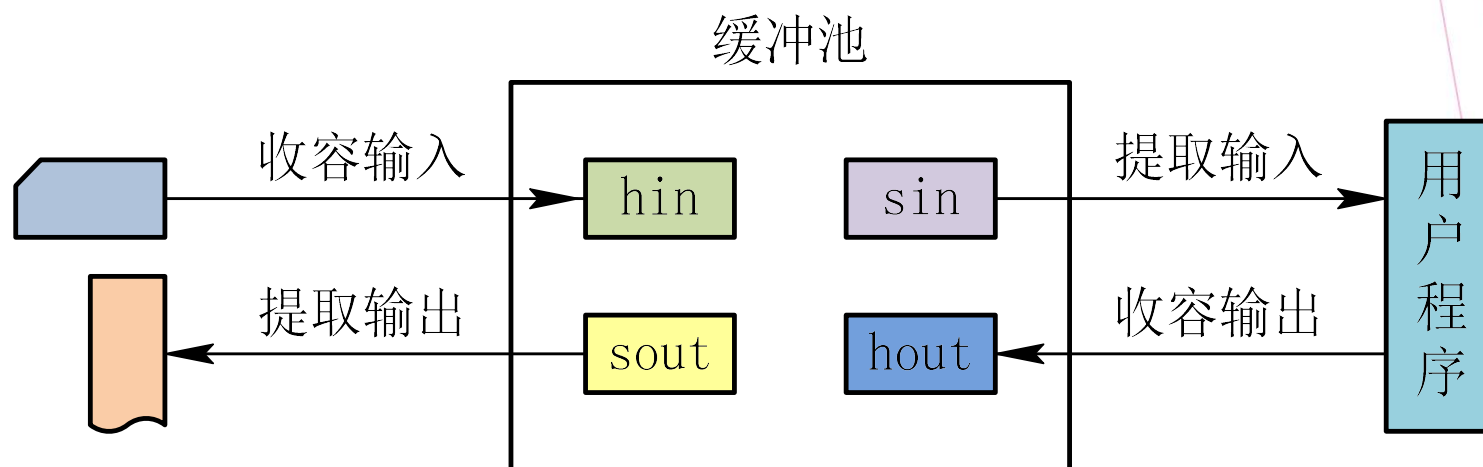 缓冲池
收容输入
hin
sin
提取输入
用户程序
提取输出
sout
hout
收容输出